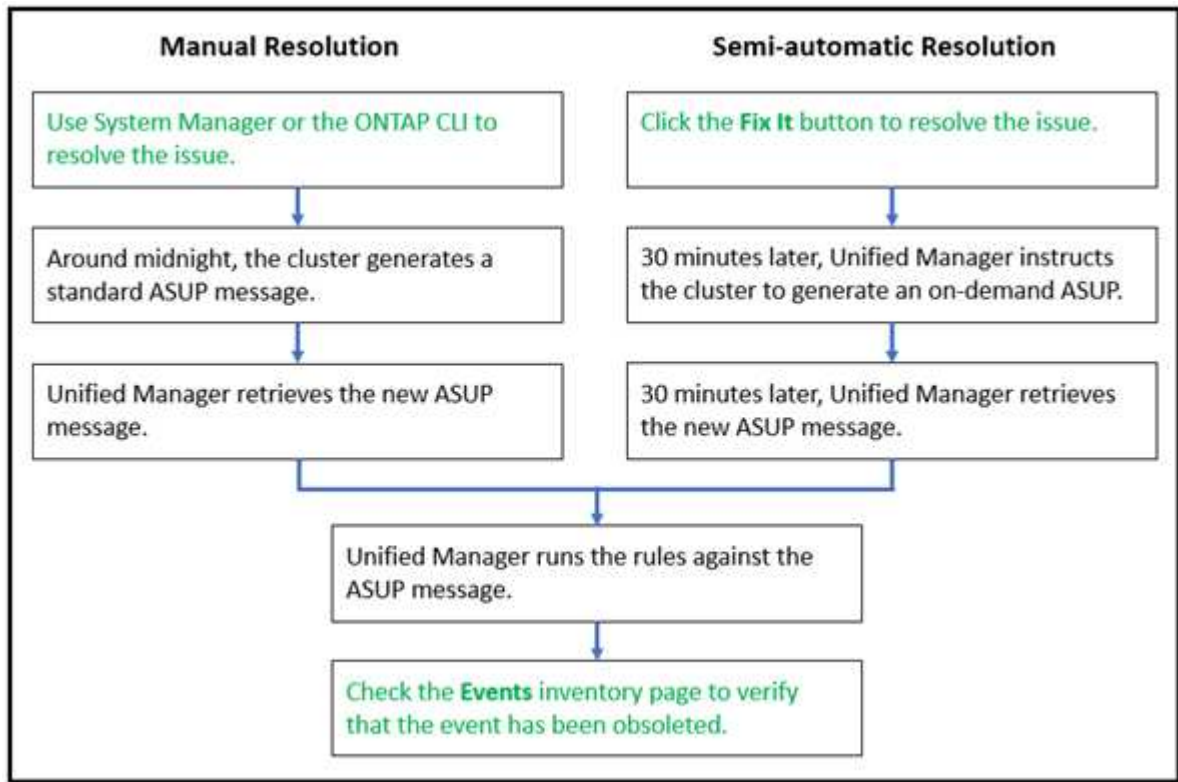 Manual Resolution
Use System Manager or the ONTAP CLI to
resolve the issue.
Around midnight, the cluster generates a
standard ASUP message.
Unified Manager retrieves the new ASUP
message.
Semi-automatic Resolution
Click the Fix It button to resolve the issue.
30 minutes later, Unified Manager instructs
the cluster to generate an on-demand ASUP.
30 minutes later, Unified Manager retrieves
the new ASUP message.
Unified Manager runs the rules against the
ASUP message.
Check the Events inventory page to verify
that the event has been obsoleted.